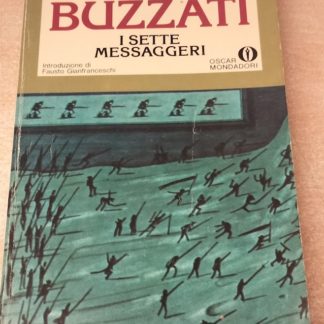 BUZZATI
I SETTE
MESSAGGERI
Introduzione di
Fausto Gianfranceschi
OSCAR
MONDADORI